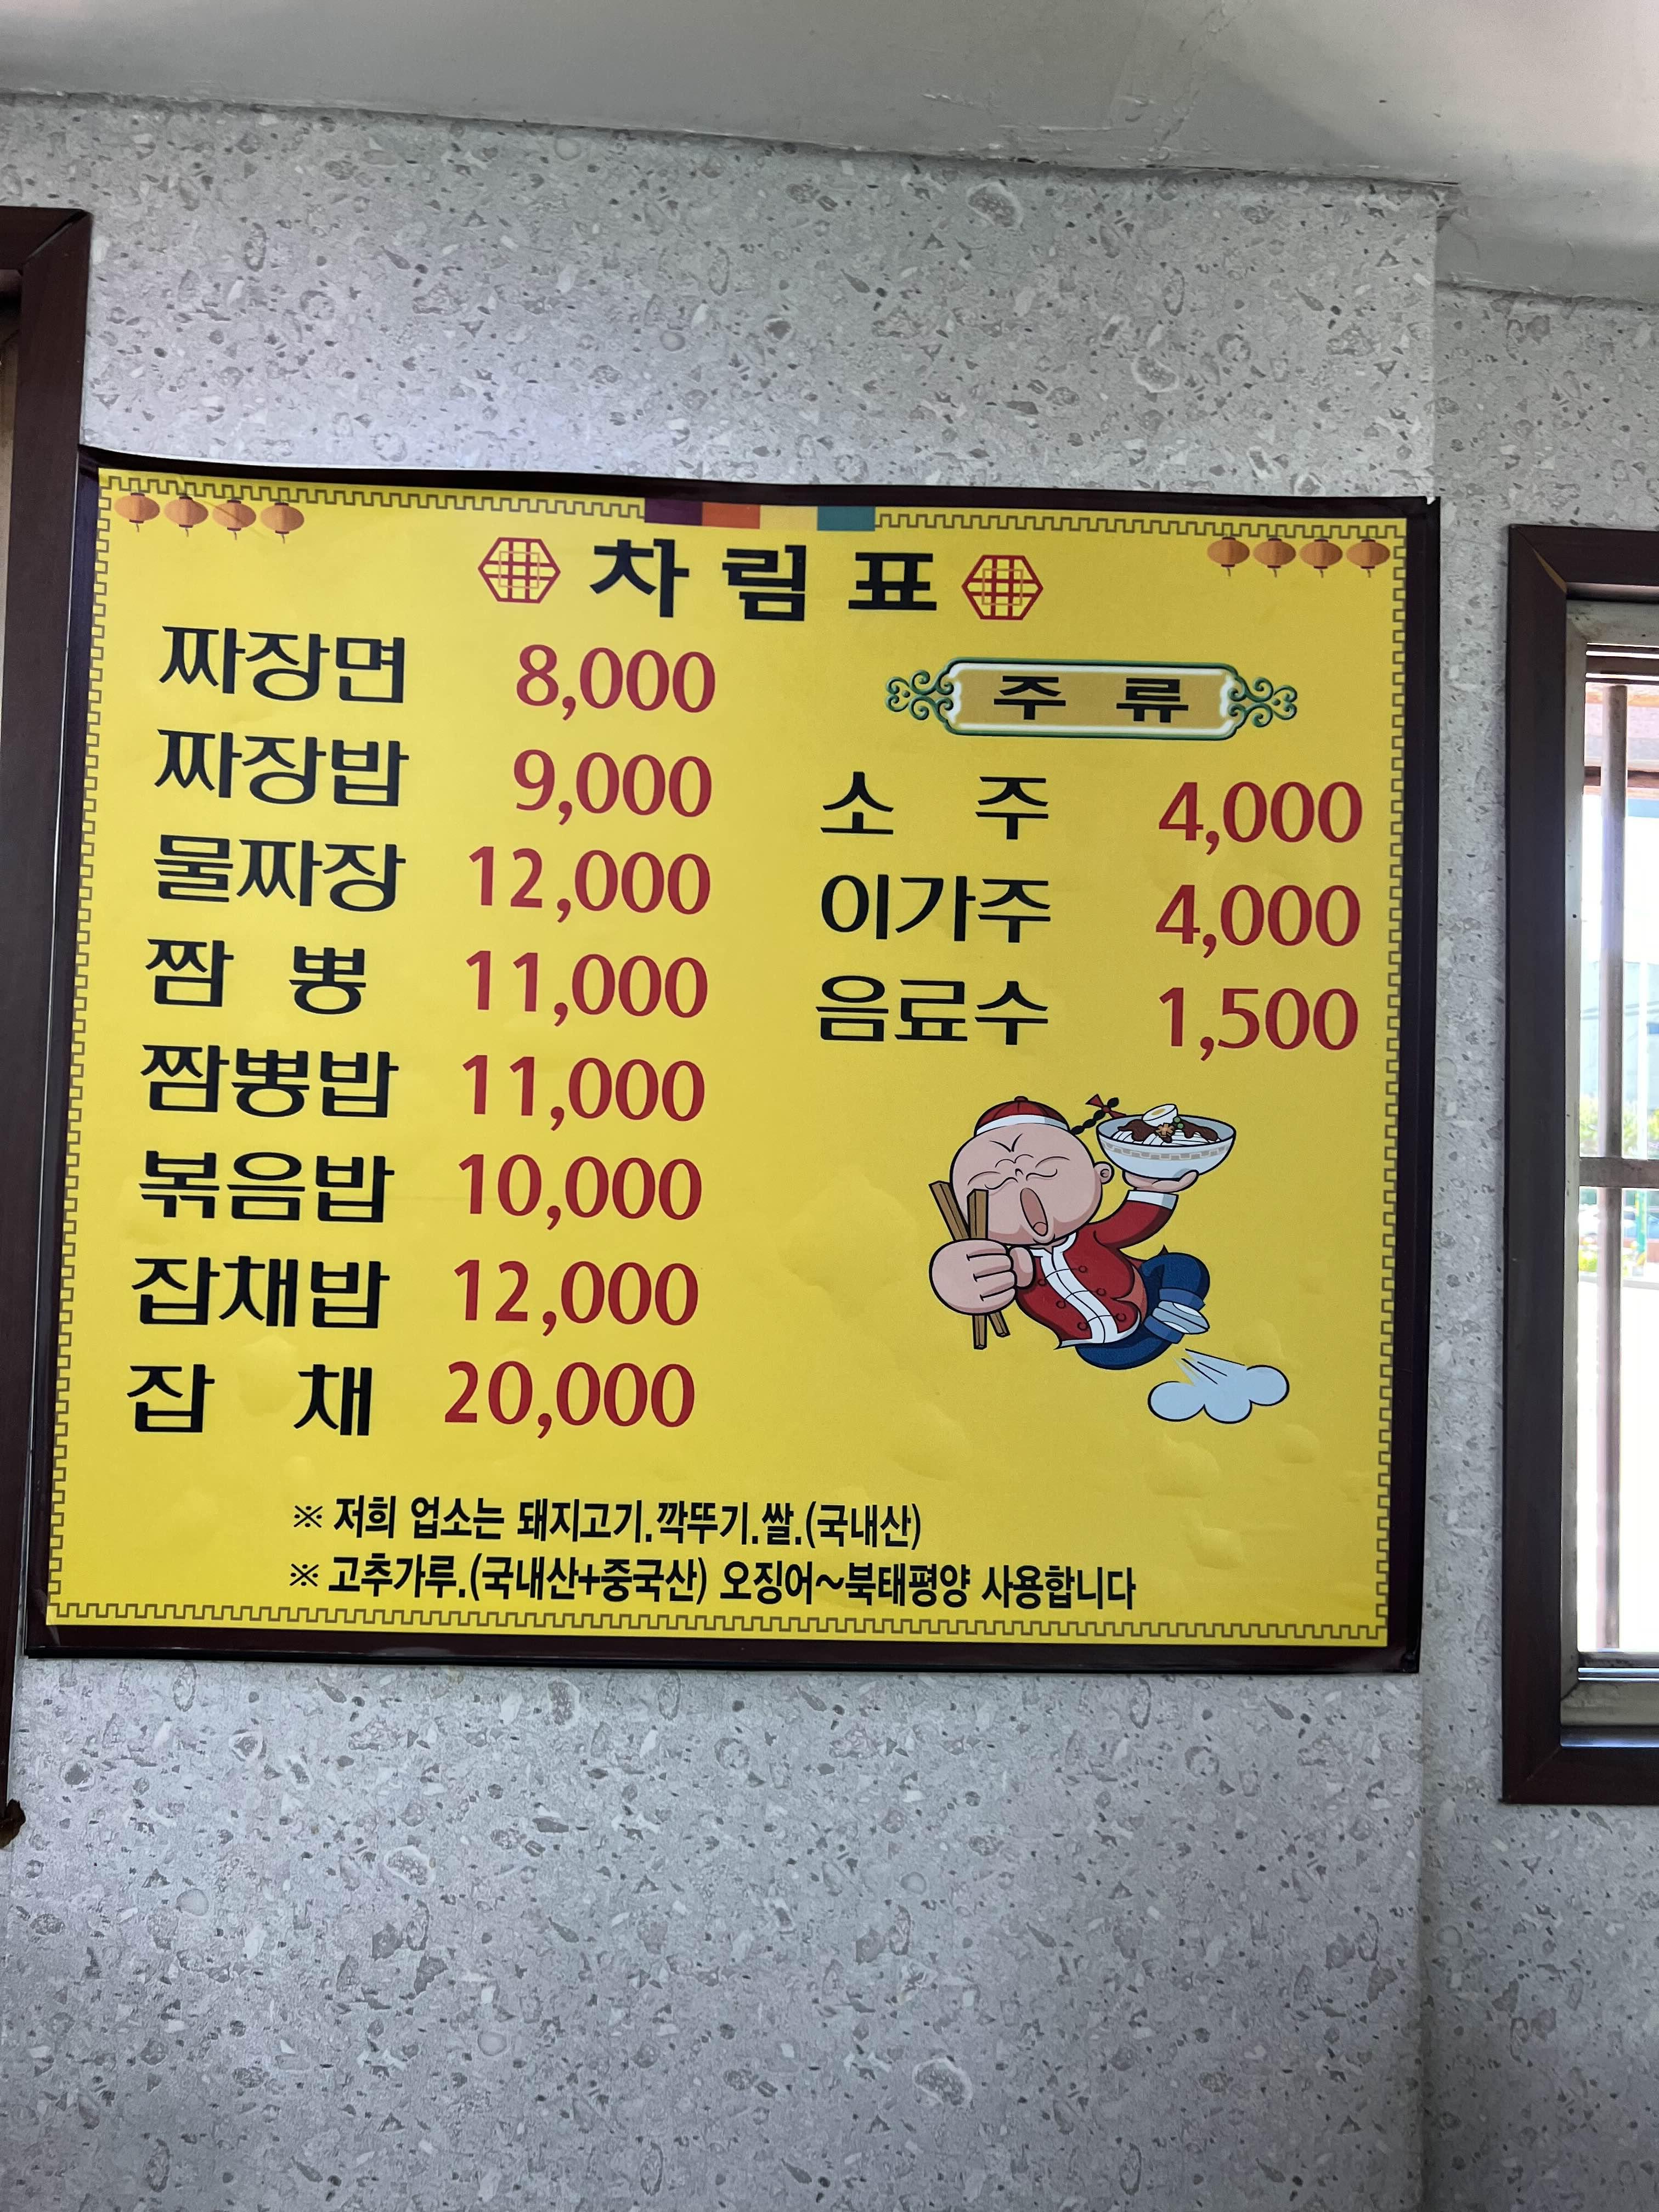 차림표
짜장면 8,000
짜장밥 9,000
물짜장 12,000
짬 뽕 11,000
짬뽕밥 11,000
볶음밥 10,000
잡채밥 12,000
잡 채 20,000
주 류
소 주 4,000
이가주 4,000
음료수 1,500
※ 저희 업소는 돼지고기.깍뚜기.쌀.(국내산)
※ 고추가루.(국내산+중국산) 오징어~북태평양 사용합니다